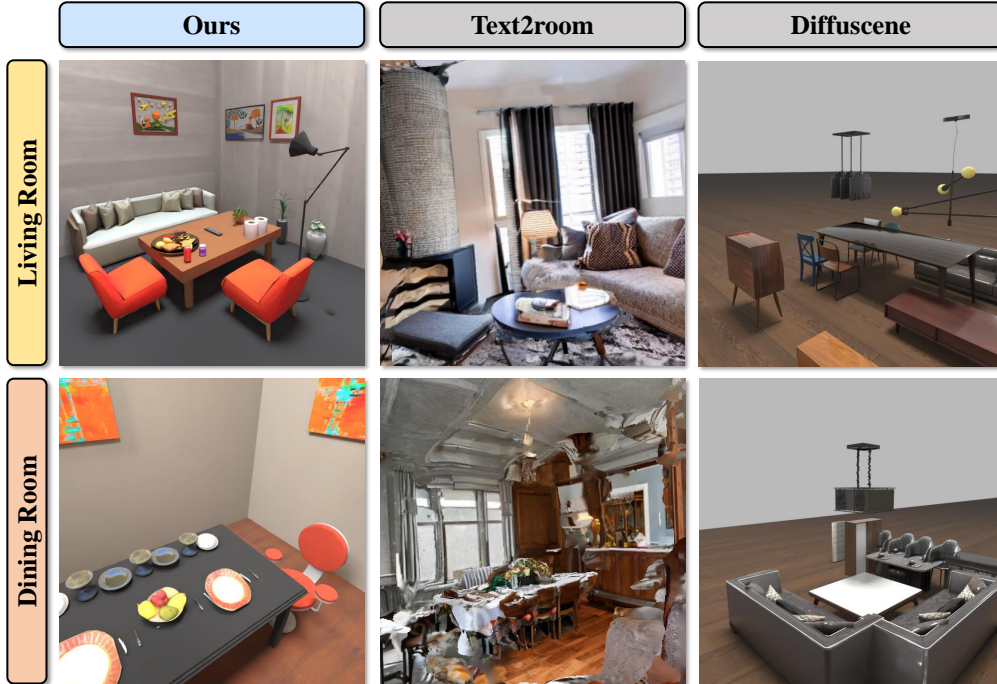 Ours
Text2room
Diffuscene
Living Room
Dining Room